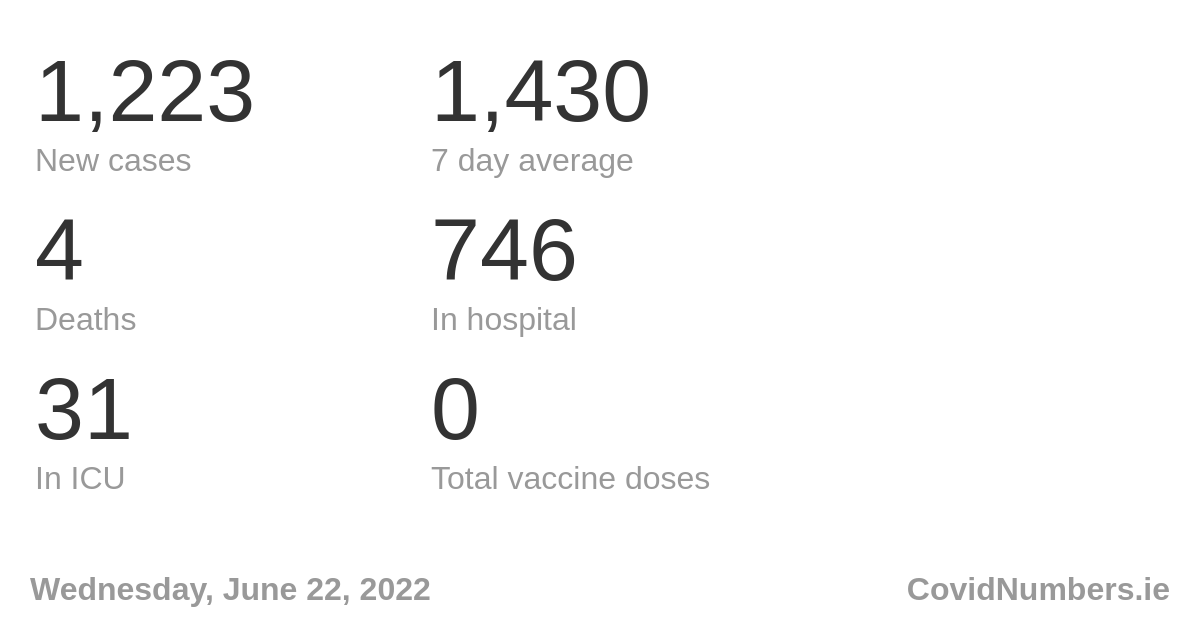 1,223 1,430
New cases 7 day average
4 746
Deaths In hospital
31 0
In ICU Total vaccine doses
Wednesday, June 22, 2022 CovidNumbers.ie